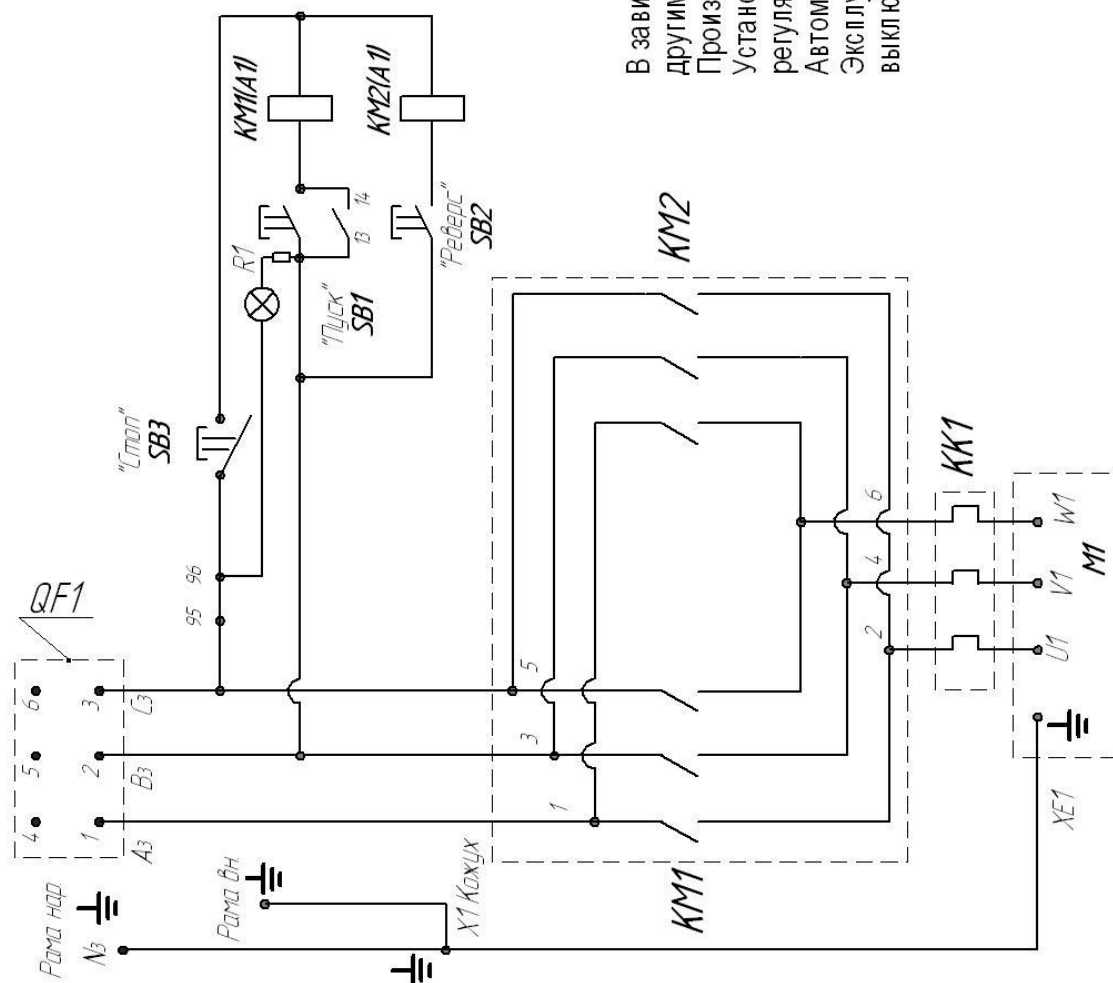 QF1
6
5
4
3
2
1
C3
B3
A3
Рама нар
N3
Рама вн.
X1 Кожух
95
96
"Стоп"
SB3
R1
"Пуск"
SB1
13
14
"Реверс"
SB2
KM1(A1)
KM2(A1)
KM2
KM1
5
3
1
6
4
2
KK1
W1
V1
U1
M1
XE1
В зави
другим
Произ
Устано
регуля
Автом
Эксплу
выклю